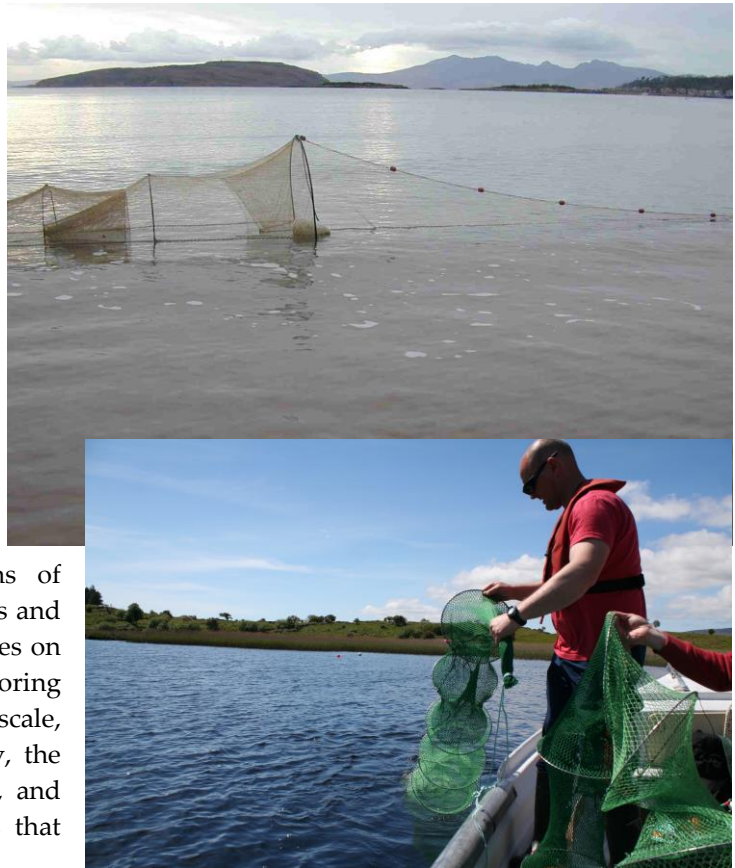 ns of
s and
es on
oring
scale,
y, the
, and
that